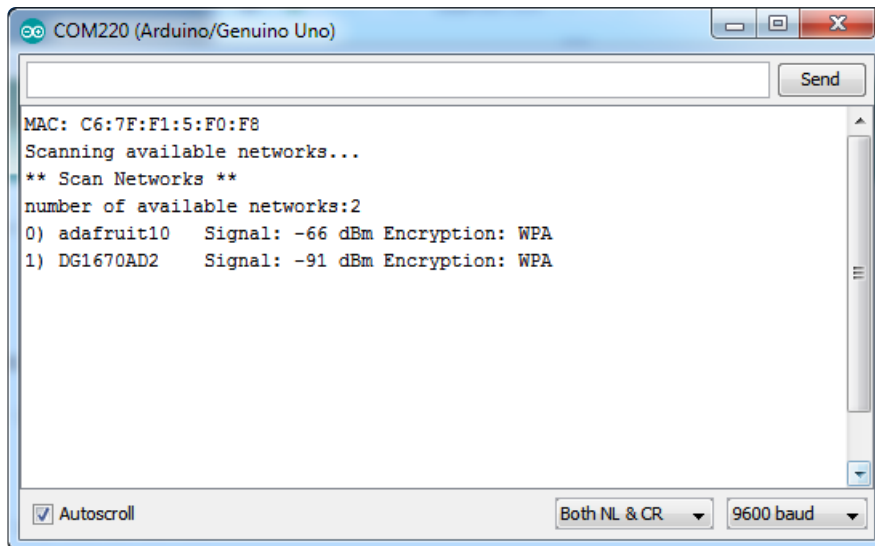 COM220 (Arduino/Genuino Uno)
Send
MAC: C6:7F:F1:5:F0:F8
Scanning available networks...
** Scan Networks **
number of available networks:2
0) adafruit10   Signal: -66 dBm Encryption: WPA
1) DG1670AD2    Signal: -91 dBm Encryption: WPA
Autoscroll Both NL & CR 9600 baud